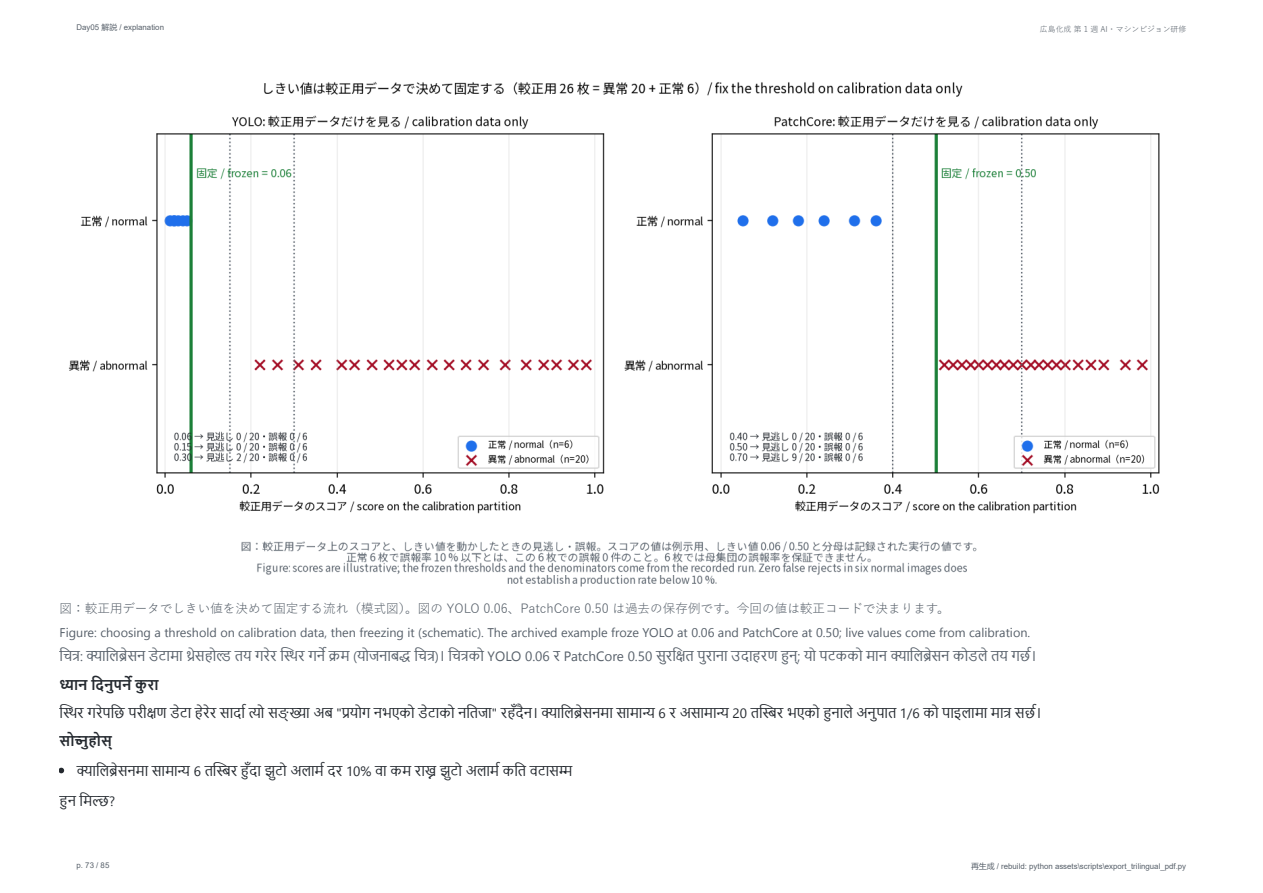 Day05 解説 / explanation
広島化成 第 1 週 AI・マシンビジョン研修
しきい値は較正用データで決めて固定する（較正用 26 枚 = 異常 20 + 正常 6）/ fix the threshold on calibration data only
YOLO: 較正用データだけを見る / calibration data only
固定 / frozen = 0.06
正常 / normal
異常 / abnormal
0.06 → 見逃し 0 / 20・誤報 0 / 6
0.15 → 見逃し 0 / 20・誤報 0 / 6
0.30 → 見逃し 2 / 20・誤報 0 / 6
正常 / normal（n=6）
異常 / abnormal（n=20）
0.0 0.2 0.4 0.6 0.8 1.0
較正用データのスコア / score on the calibration partition
PatchCore: 較正用データだけを見る / calibration data only
固定 / frozen = 0.50
正常 / normal
異常 / abnormal
0.40 → 見逃し 0 / 20・誤報 0 / 6
0.50 → 見逃し 0 / 20・誤報 0 / 6
0.70 → 見逃し 9 / 20・誤報 0 / 6
正常 / normal（n=6）
異常 / abnormal（n=20）
0.0 0.2 0.4 0.6 0.8 1.0
較正用データのスコア / score on the calibration partition
図：較正用データ上のスコアと、しきい値を動かしたときの見逃し・誤報。スコアの値は例示用、しきい値 0.06 / 0.50 と分母は記録された実行の値です。
正常 6 枚で誤報率 10 % 以下とは、この 6 枚での誤報 0 件のこと。6 枚では母集団の誤報率を保証できません。
Figure: scores are illustrative; the frozen thresholds and the denominators come from the recorded run. Zero false rejects in six normal images does
not establish a production rate below 10 %.
図：較正用データでしきい値を決めて固定する流れ（模式図）。図の YOLO 0.06、PatchCore 0.50 は過去の保存例です。今回の値は較正コードで決まります。
Figure: choosing a threshold on calibration data, then freezing it (schematic). The archived example froze YOLO at 0.06 and PatchCore at 0.50; live values come from calibration.
चित्र: क्यालिब्रेसन डेटामा थ्रेसहोल्ड तय गरेर स्थिर गर्ने क्रम (योजनाबद्ध चित्र)। चित्रको YOLO 0.06 र PatchCore 0.50 सुरक्षित पुराना उदाहरण हुन्; यो पटकको मान क्यालिब्रेसन कोडले तय गर्छ।
ध्यान दिनुपर्ने कुरा
स्थिर गरेपछि परीक्षण डेटा हेरेर सार्दा त्यो सङ्ख्या अब "प्रयोग नभएको डेटाको नतिजा" रहँदैन। क्यालिब्रेसनमा सामान्य 6 र असामान्य 20 तस्बिर भएको हुनाले अनुपात 1/6 को पाइलामा मात्र सर्छ।
सोच्नुहोस्
• क्यालिब्रेसनमा सामान्य 6 तस्बिर हुँदा झुटो अलार्म दर 10% वा कम राख्न झुटो अलार्म कति वटासम्म
हुन मिल्छ?
p. 73 / 85
再生成 / rebuild: python assets\scripts\export_trilingual_pdf.py